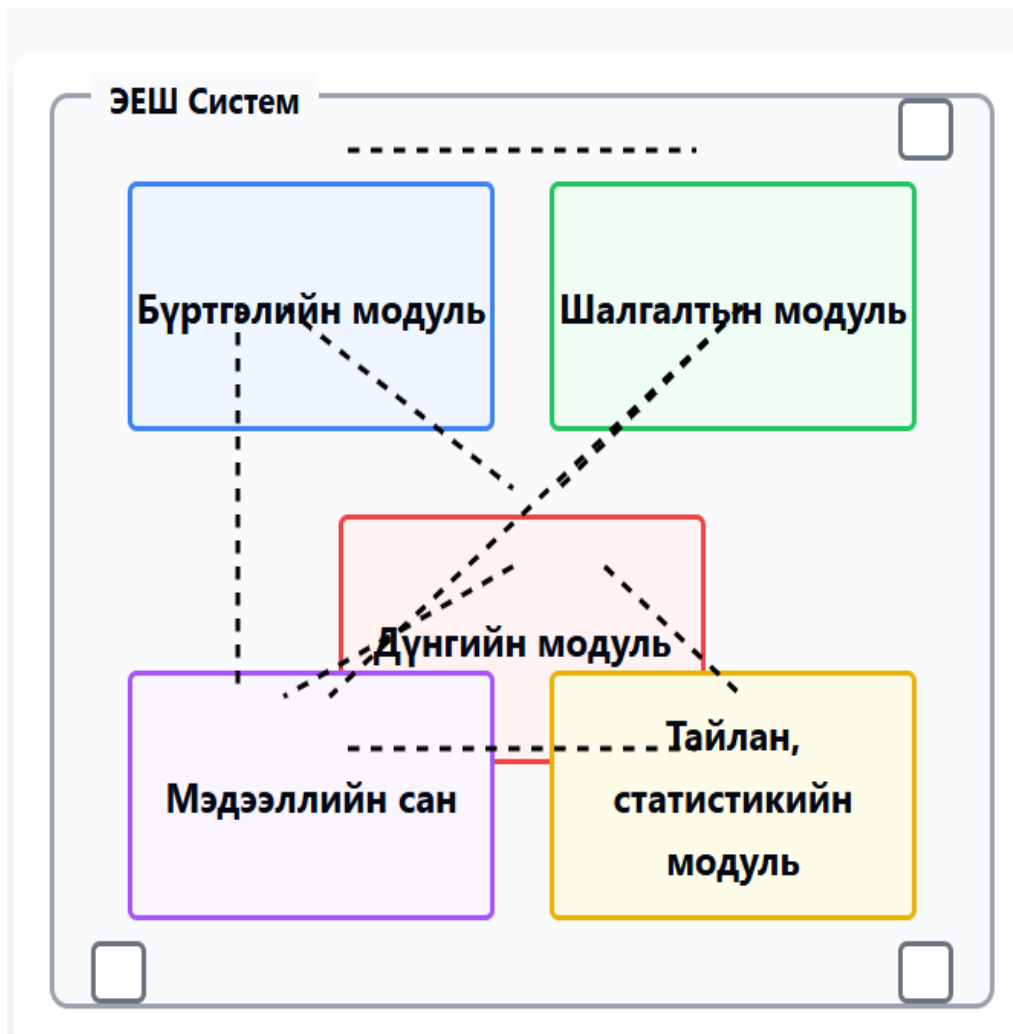 ЭЕШ Систем
Бүртгэлийн модуль
Шалгалтын модуль
Дүнгийн модуль
Мэдээллийн сан
Тайлан,
статистикийн
модуль